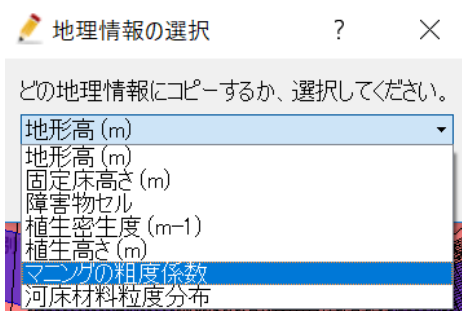 地理情報の選択 ?
どの地理情報にコピーするか、選択してください。
地形高(m)
地形高(m)
固定床高さ(m)
障害物セル
植生密生度(m-1)
植生高さ(m)
マニングの粗度係数
河床材料粒度分布